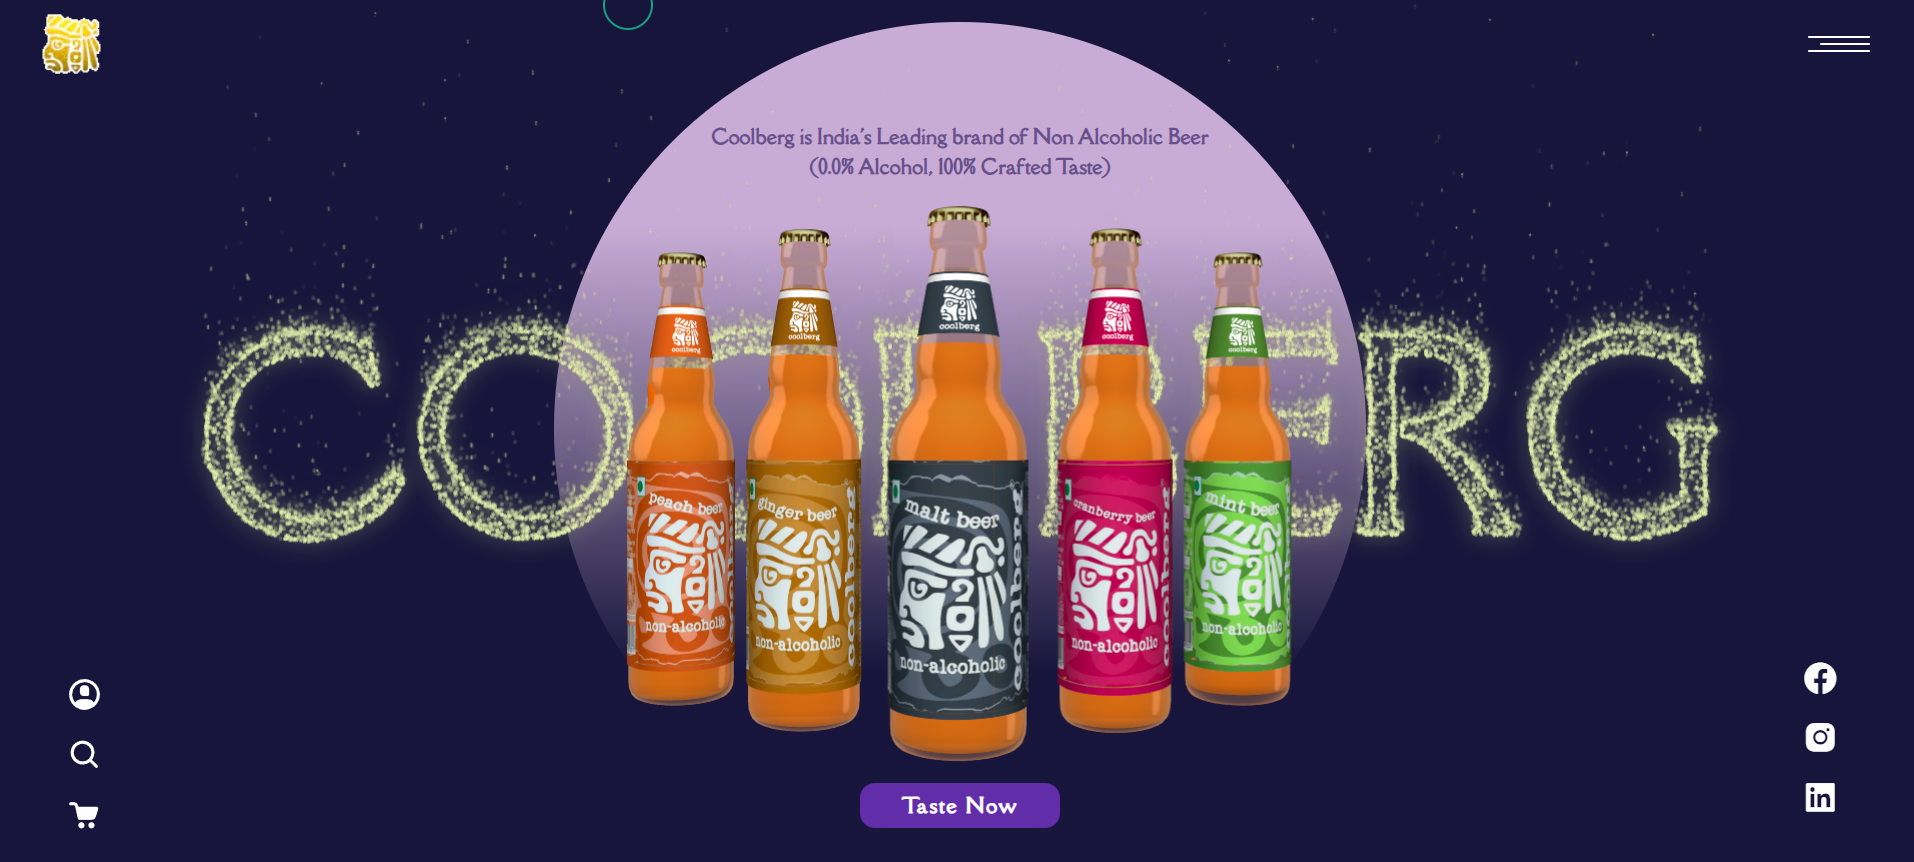 Coolberg is India's Leading brand of Non Alcoholic Beer
(0.0% Alcohol, 100% Crafted Taste)
COOLBERG
coolberg
coolberg
coolberg
coolberg
coolberg
peach beer
non-alcoholic
coolberg
ginger beer
non-alcoholic
coolberg
malt beer
non-alcoholic
coolberg
cranberry beer
non-alcoholic
coolberg
mint beer
non-alcoholic
coolberg
Taste Now